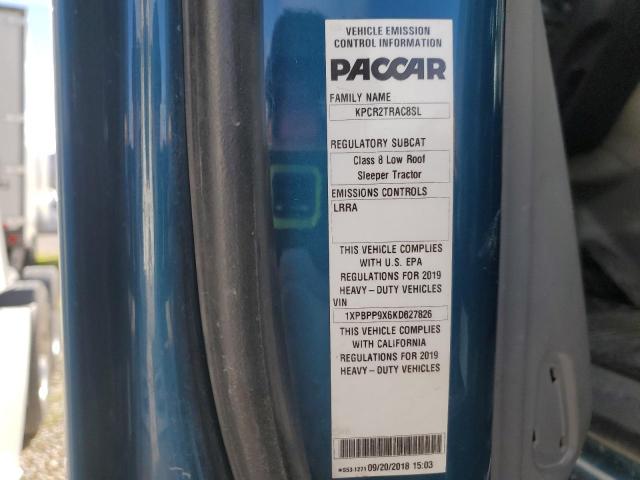 VEHICLE EMISSION
CONTROL INFORMATION
PACCAR
FAMILY NAME
KPCR2TRAC8SL
REGULATORY SUBCAT
Class 8 Low Roof
Sleeper Tractor
EMISSIONS CONTROLS
LRRA
THIS VEHICLE COMPLIES
WITH U.S. EPA
REGULATIONS FOR 2019
HEAVY-DUTY VEHICLES
VIN
1XPBPP9X6KD627826
THIS VEHICLE COMPLIES
WITH CALIFORNIA
REGULATIONS FOR 2019
HEAVY-DUTY VEHICLES
*S53-1271 09/20/2018 15:03